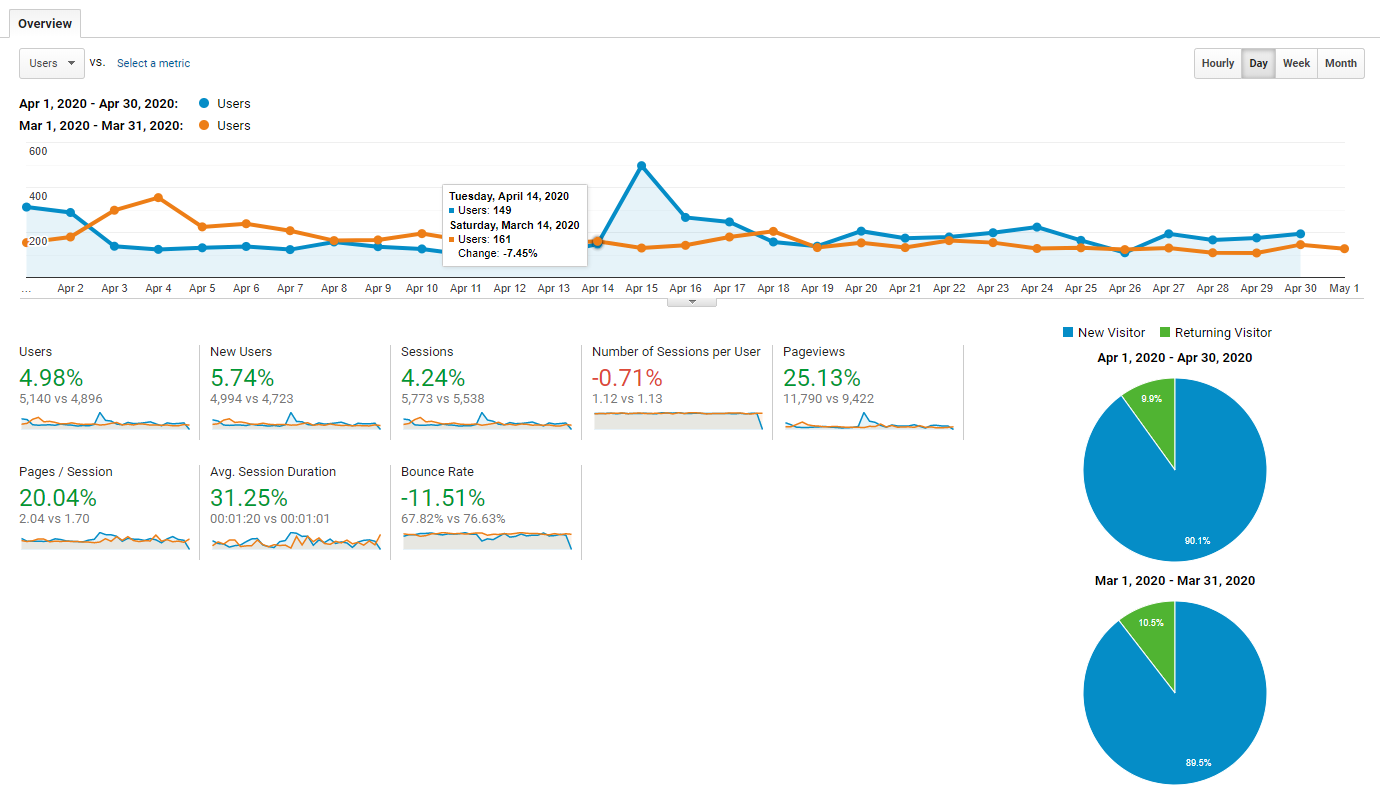 Overview
Users vs. Select a metric Hourly Day Week Month
Apr 1, 2020 - Apr 30, 2020: Users
Mar 1, 2020 - Mar 31, 2020: Users
600
400
200
Tuesday, April 14, 2020
Users: 149
Saturday, March 14, 2020
Users: 161
Change: -7.45%
... Apr 2 Apr 3 Apr 4 Apr 5 Apr 6 Apr 7 Apr 8 Apr 9 Apr 10 Apr 11 Apr 12 Apr 13 Apr 14 Apr 15 Apr 16 Apr 17 Apr 18 Apr 19 Apr 20 Apr 21 Apr 22 Apr 23 Apr 24 Apr 25 Apr 26 Apr 27 Apr 28 Apr 29 Apr 30 May 1
Users
4.98%
5,140 vs 4,896
New Users
5.74%
4,994 vs 4,723
Sessions
4.24%
5,773 vs 5,538
Number of Sessions per User
-0.71%
1.12 vs 1.13
Pageviews
25.13%
11,790 vs 9,422
Pages / Session
20.04%
2.04 vs 1.70
Avg. Session Duration
31.25%
00:01:20 vs 00:01:01
Bounce Rate
-11.51%
67.82% vs 76.63%
New Visitor Returning Visitor
Apr 1, 2020 - Apr 30, 2020
9.9%
90.1%
Mar 1, 2020 - Mar 31, 2020
10.5%
89.5%